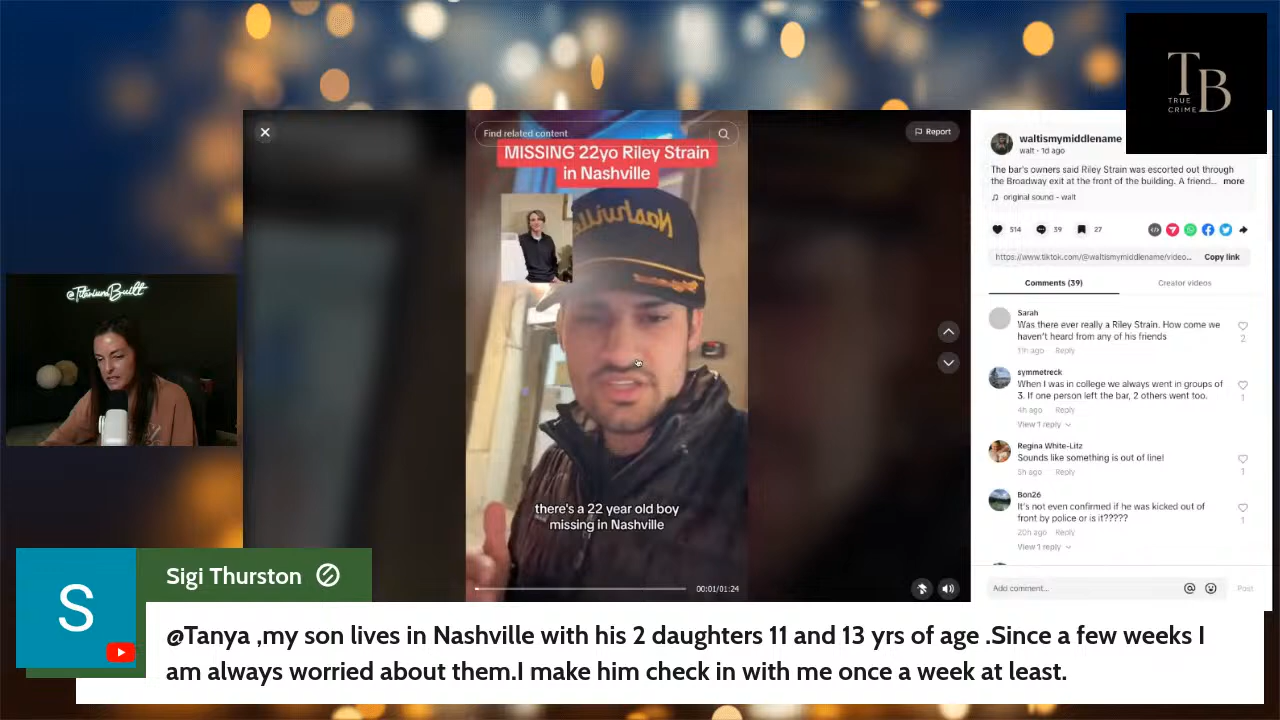 TB
TRUE
CRIME
@TitaniumBuilt
Find related content
Report
MISSING 22yo Riley Strain
in Nashville
Nashville
there's a 22 year old boy
missing in Nashville
00:01/01:24
waltismymiddlename
walt · 1d ago
The bar's owners said Riley Strain was escorted out through
the Broadway exit at the front of the building. A friend... more
original sound - walt
514
39
27
https://www.tiktok.com/@waltismymiddlename/video...
Copy link
Comments (39)
Creator videos
Sarah
Was there ever really a Riley Strain. How come we
haven't heard from any of his friends
2
11h ago Reply
symmetreck
When I was in college we always went in groups of
3. If one person left the bar, 2 others went too.
1
4h ago Reply
View 1 reply
Regina White-Litz
Sounds like something is out of line!
1
5h ago Reply
Bon26
It's not even confirmed if he was kicked out of
front by police or is it?????
1
20h ago Reply
View 1 reply
Add comment...
Post
S
Sigi Thurston
@Tanya ,my son lives in Nashville with his 2 daughters 11 and 13 yrs of age .Since a few weeks I
am always worried about them.I make him check in with me once a week at least.